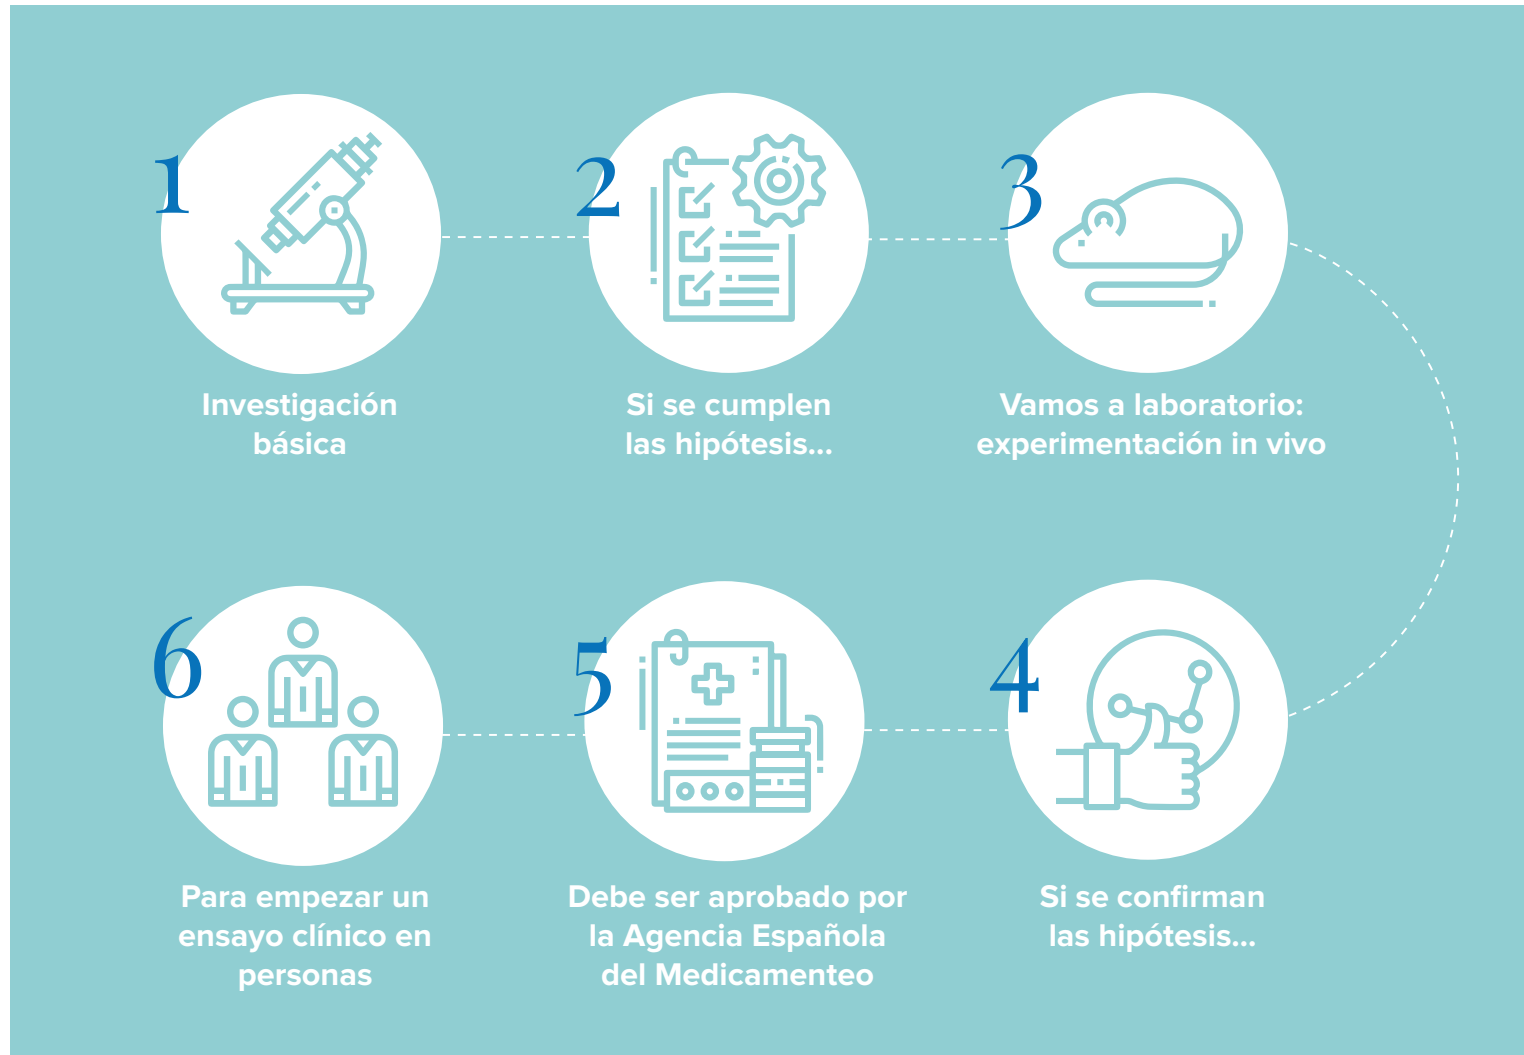 1
Investigación
básica
2
Si se cumplen
las hipótesis...
3
Vamos a laboratorio:
experimentación in vivo
4
Si se confirman
las hipótesis...
5
Debe ser aprobado por
la Agencia Española
del Medicamenteo
6
Para empezar un
ensayo clínico en
personas